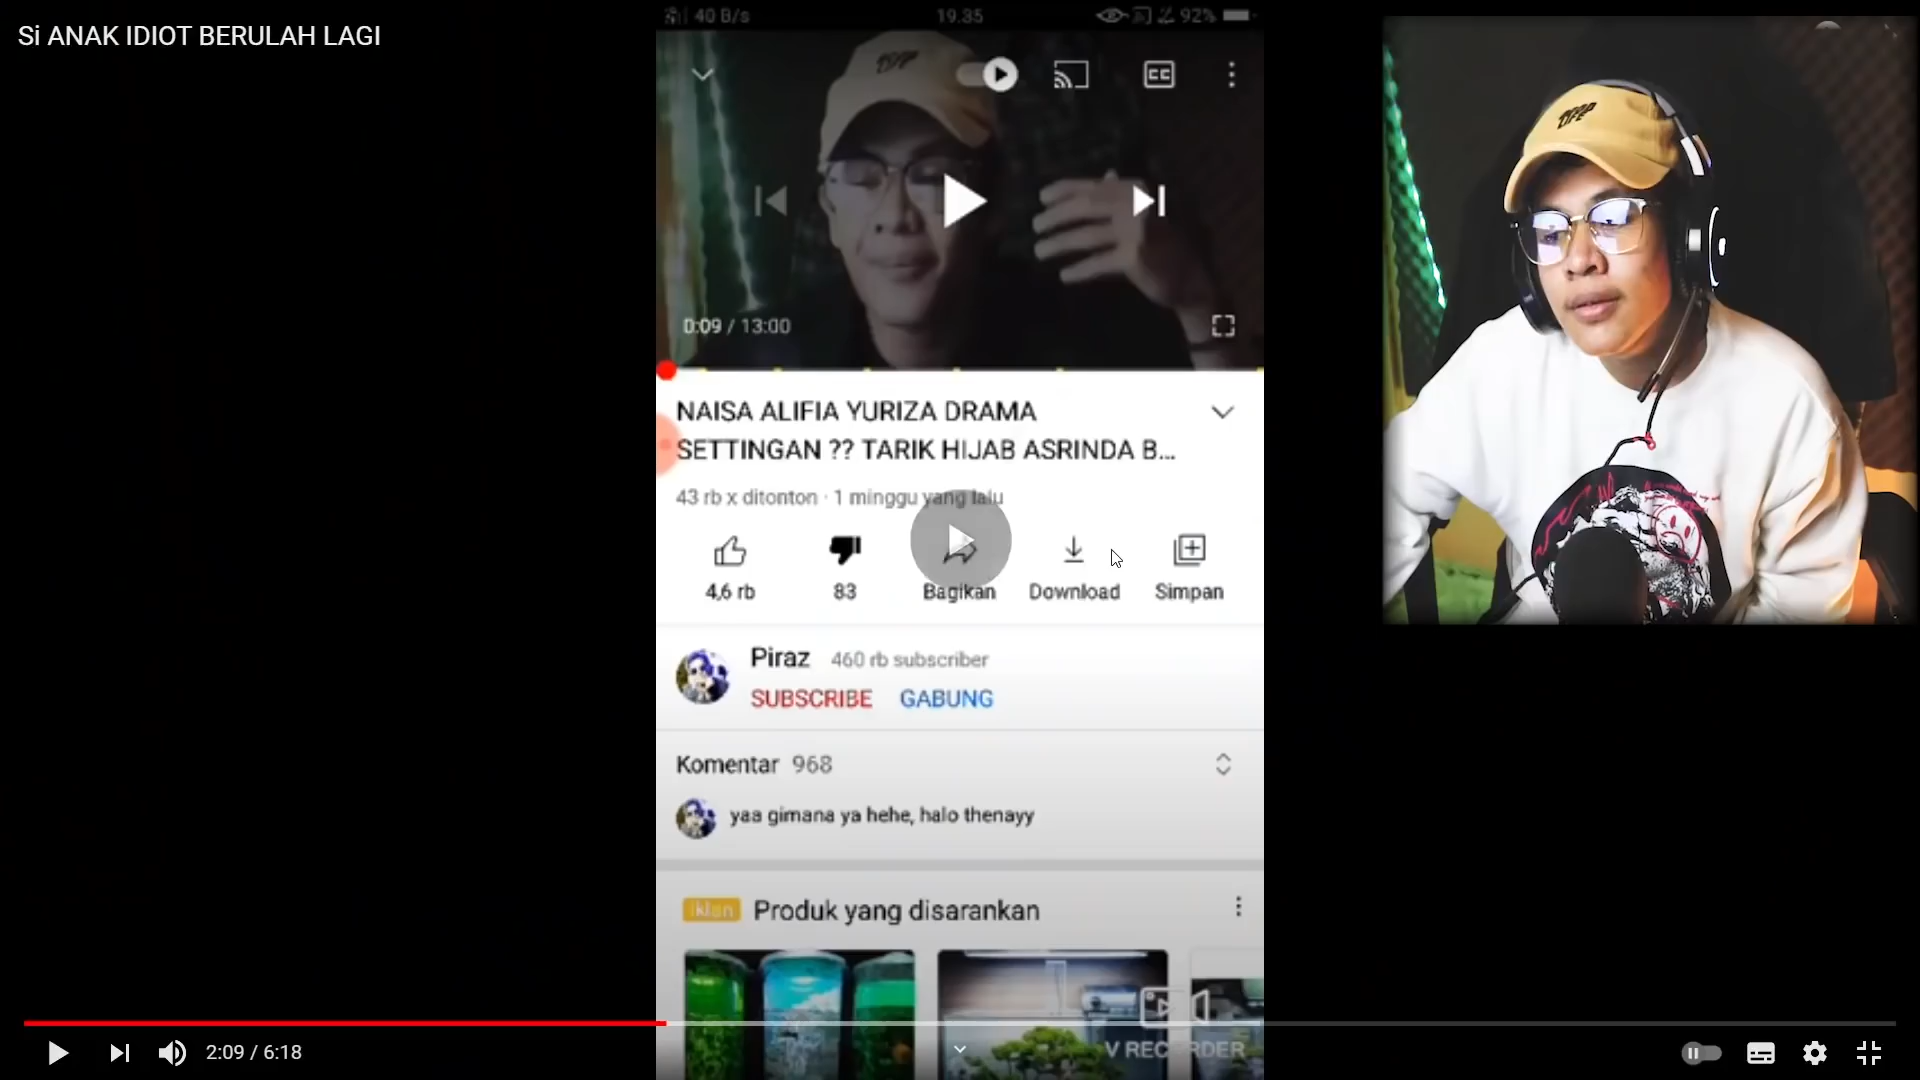 Si ANAK IDIOT BERULAH LAGI
40 B/s
19.35
92%
CC
0:09 / 13:00
NAISA ALIFIA YURIZA DRAMA
SETTINGAN ?? TARIK HIJAB ASRINDA B...
43 rb x ditonton · 1 minggu yang lalu
4,6 rb
83
Bagikan
Download
Simpan
Piraz 460 rb subscriber
SUBSCRIBE GABUNG
Komentar 968
yaa gimana ya hehe, halo thenayy
Iklan Produk yang disarankan
V RECORDER
2:09 / 6:18